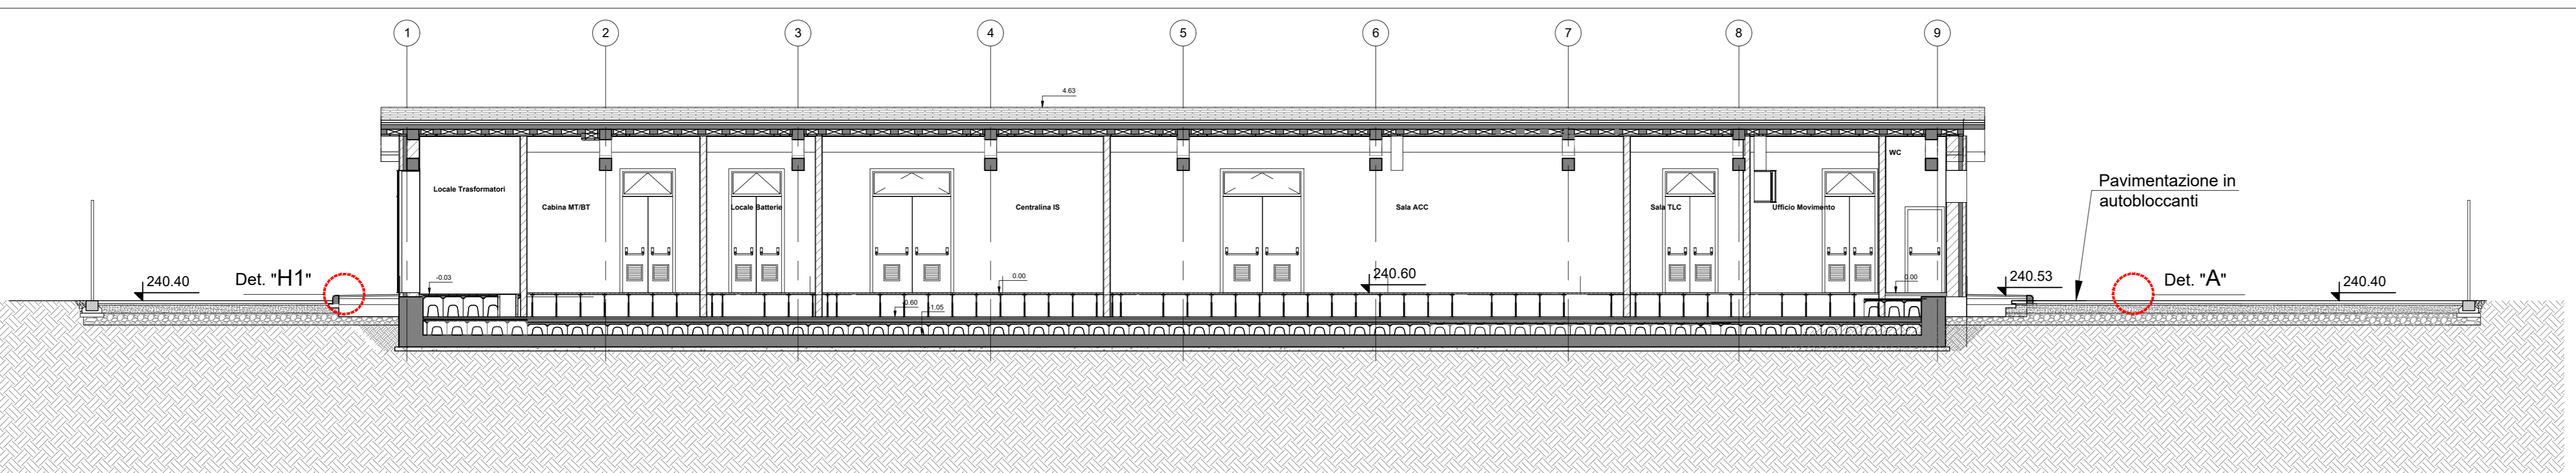 1 2 3 4 5 6 7 8 9
4.63
WC
Locale Trasformatori
Cabina MT/BT
Locale Batterie
Centralina IS
Sala ACC
Sala TLC
Ufficio Movimento
Pavimentazione in
autobloccanti
240.40
Det. "H1"
-0.03
0.00
240.60
0.00
240.53
Det. "A"
240.40
-0.60
-1.05